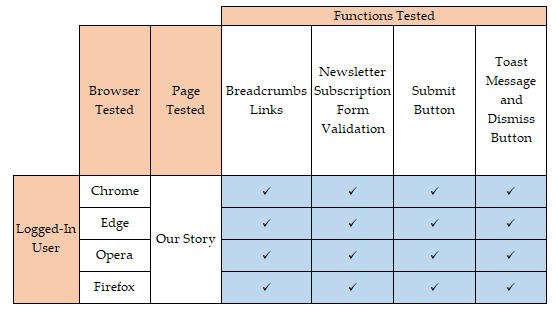 Functions Tested
Browser
Tested
Page
Tested
Breadcrumbs
Links
Newsletter
Subscription
Form
Validation
Submit
Button
Toast
Message
and
Dismiss
Button
Logged-In
User
Chrome
✓ ✓ ✓ ✓
Edge
✓ ✓ ✓ ✓
Our Story
Opera
✓ ✓ ✓ ✓
Firefox
✓ ✓ ✓ ✓